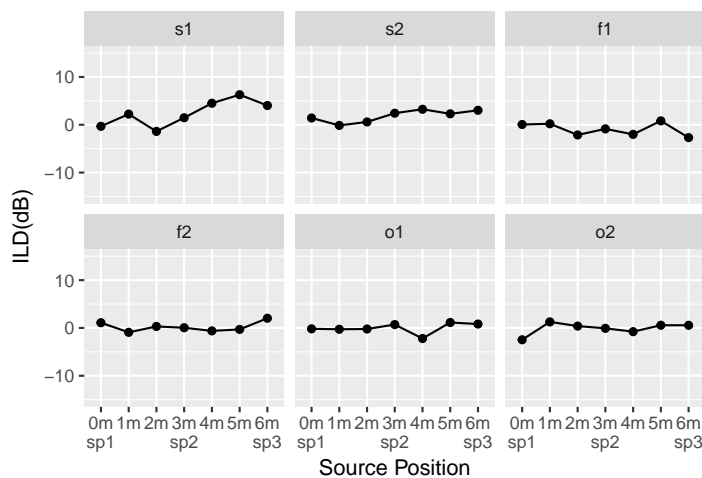 s1 s2 f1
10
0
−10
f2 o1 o2
10
0
−10
ILD(dB)
0m 1m 2m 3m 4m 5m 6m 0m 1m 2m 3m 4m 5m 6m 0m 1m 2m 3m 4m 5m 6m
sp1 sp2 sp3 sp1 sp2 sp3 sp1 sp2 sp3
Source Position